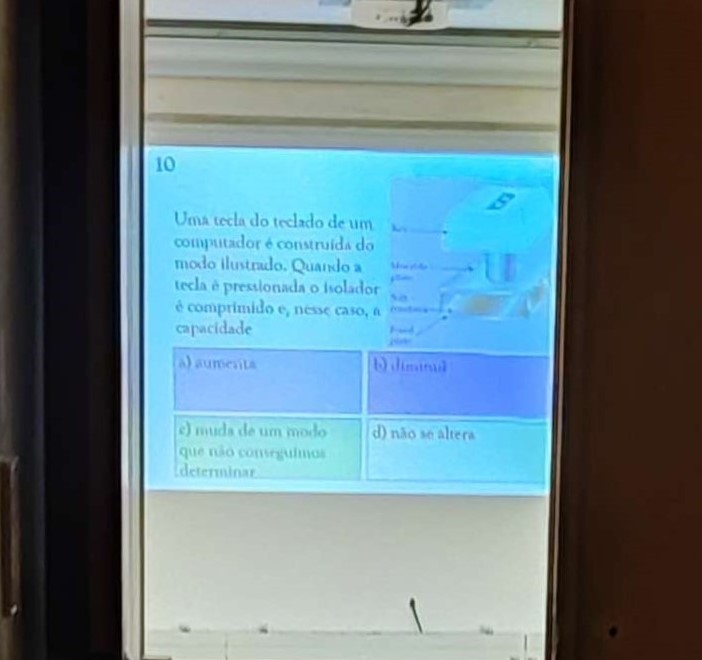 10
Uma tecla do teclado de um
computador é construída do
modo ilustrado. Quando a
tecla é pressionada o isolador
é comprimido e, nesse caso, a
capacidade
B
a) aumenta
b) diminui
c) muda de um modo
que não conseguimos
determinar
d) não se altera